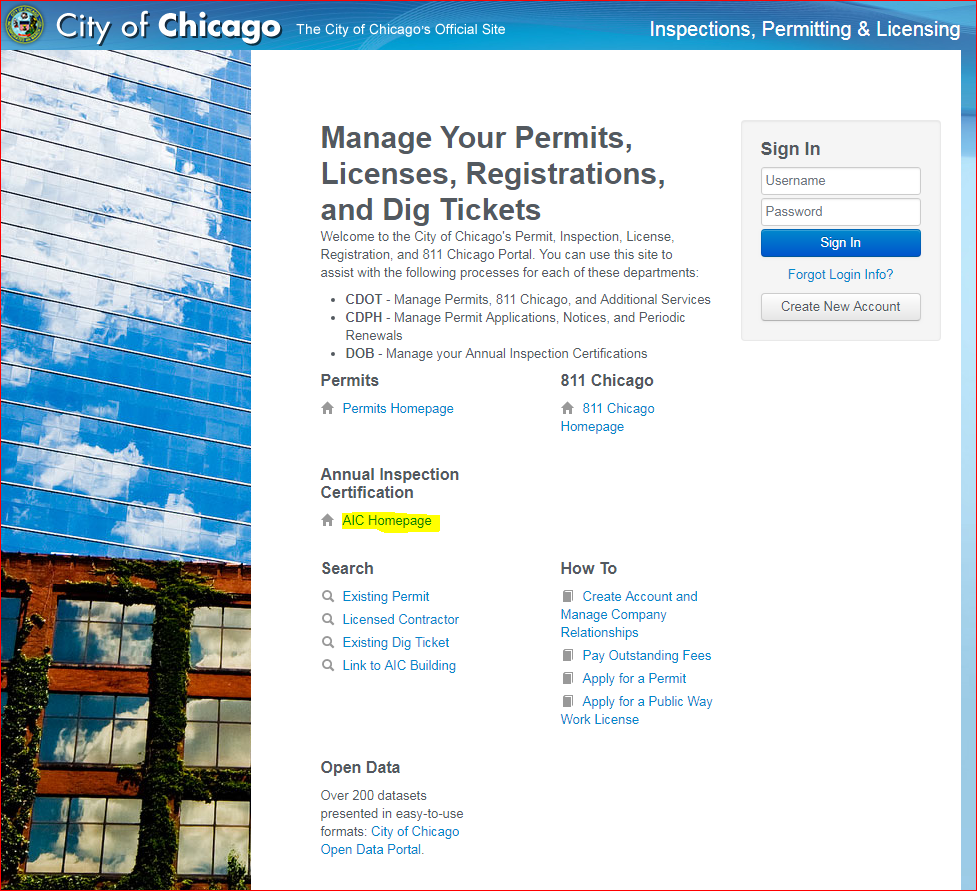 City of Chicago The City of Chicago's Official Site
Inspections, Permitting & Licensing
Manage Your Permits,
Licenses, Registrations,
and Dig Tickets
Welcome to the City of Chicago's Permit, Inspection, License,
Registration, and 811 Chicago Portal. You can use this site to
assist with the following processes for each of these departments:
• CDOT - Manage Permits, 811 Chicago, and Additional Services
• CDPH - Manage Permit Applications, Notices, and Periodic
Renewals
• DOB - Manage your Annual Inspection Certifications
Sign In
Username
Password
Sign In
Forgot Login Info?
Create New Account
Permits
Permits Homepage
811 Chicago
811 Chicago
Homepage
Annual Inspection
Certification
AIC Homepage
Search
Existing Permit
Licensed Contractor
Existing Dig Ticket
Link to AIC Building
How To
Create Account and
Manage Company
Relationships
Pay Outstanding Fees
Apply for a Permit
Apply for a Public Way
Work License
Open Data
Over 200 datasets
presented in easy-to-use
formats: City of Chicago
Open Data Portal.